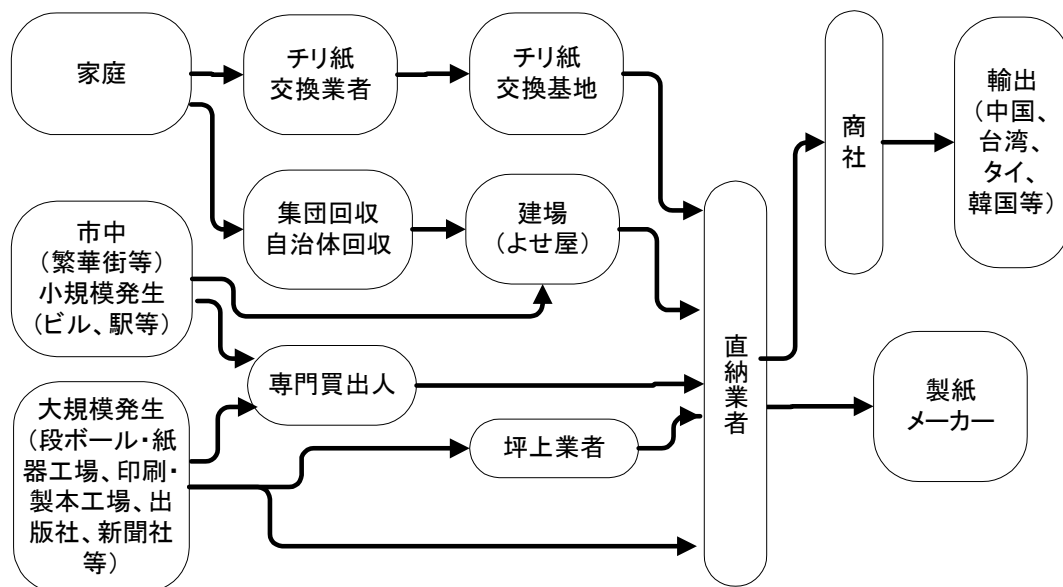 家庭
チリ紙
交換業者
チリ紙
交換基地
商社
輸出
(中国、
台湾、
タイ、
韓国等)
集団回収
自治体回収
建場
(よせ屋)
市中
(繁華街等)
小規模発生
(ビル、駅等)
専門買出人
直納業者
製紙
メーカー
大規模発生
(段ボール・紙
器工場、印刷・
製本工場、出
版社、新聞社
等)
坪上業者